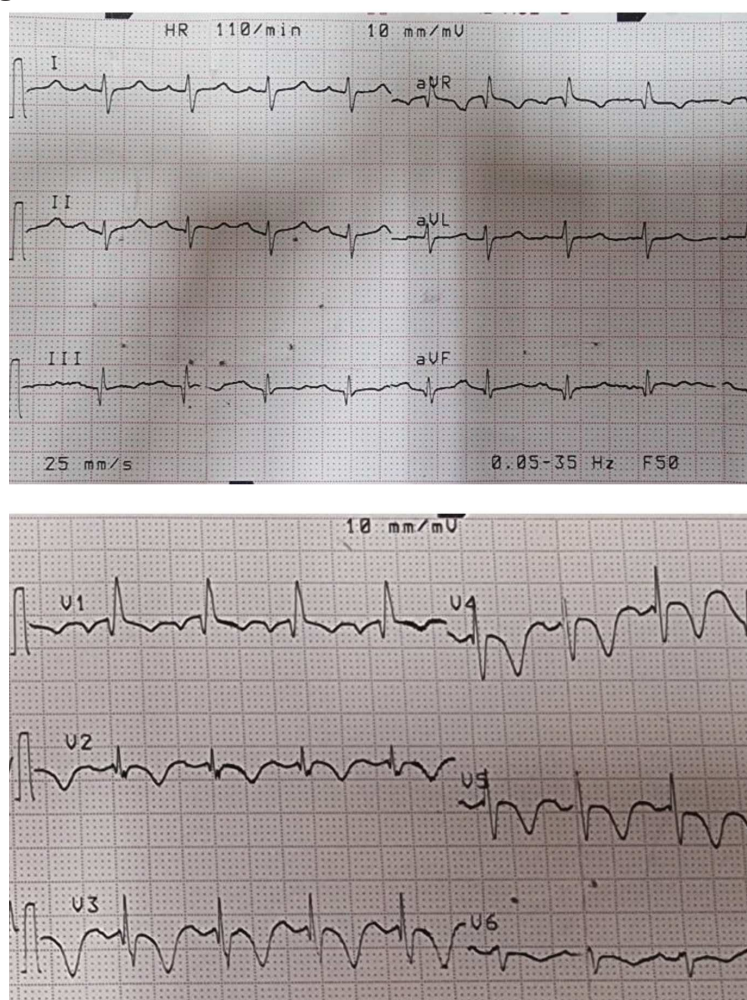 HR 110/min 10 mm/mV
I
aVR
II
aVL
III
aVF
25 mm/s 0.05-35 Hz F50
10 mm/mV
V1
V4
V2
V5
V3
V6